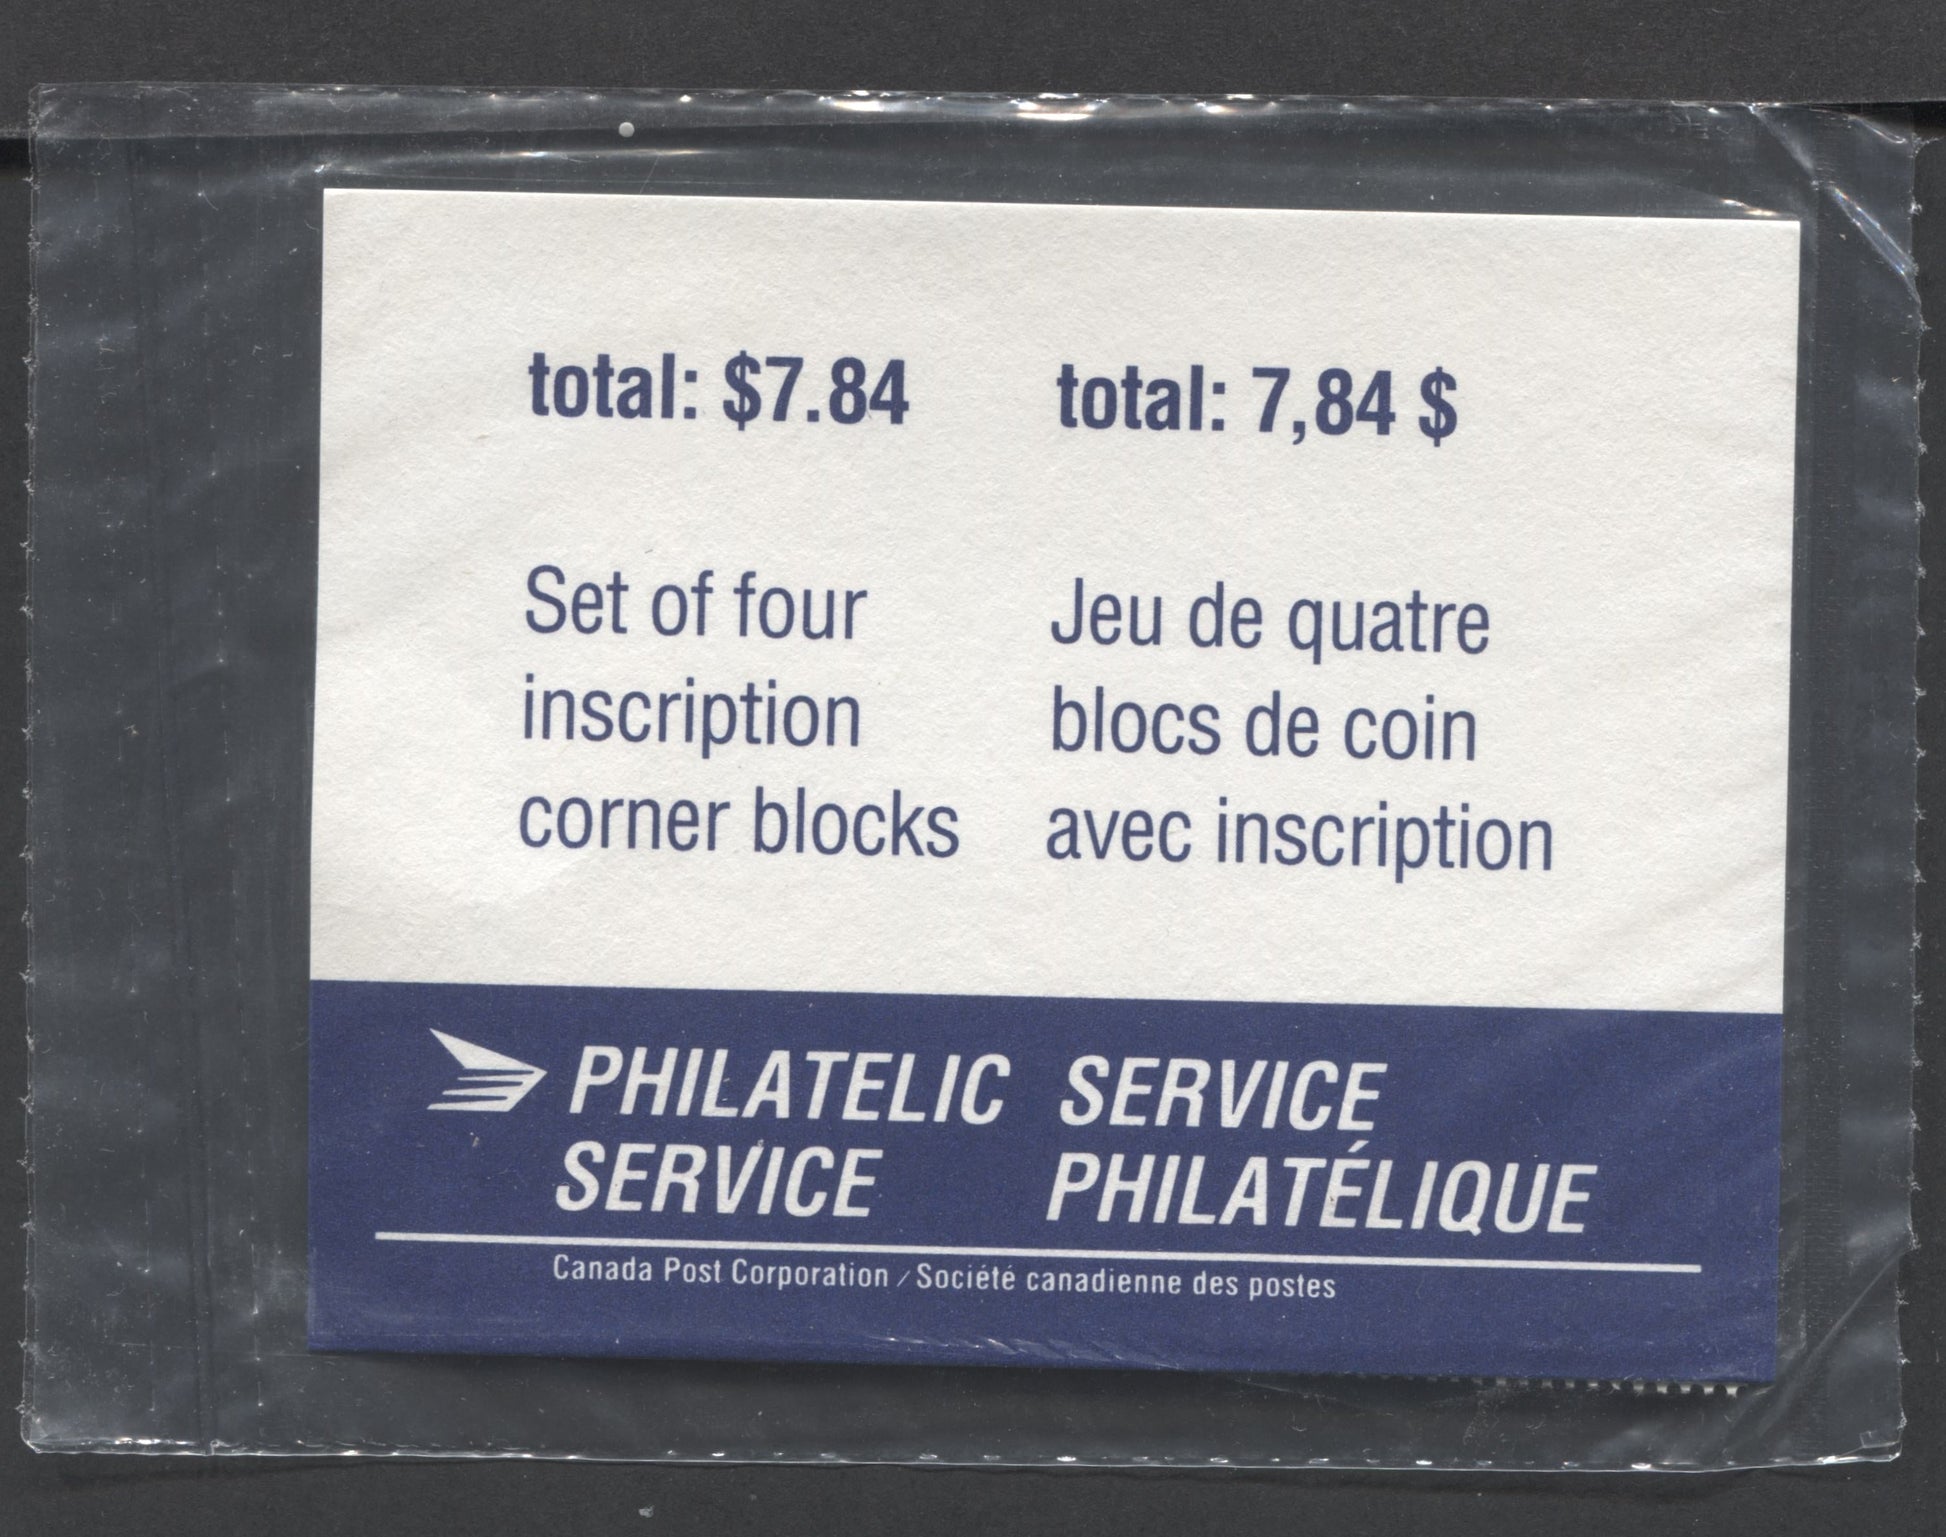 total: $7.84
total: 7,84 $
Set of four
inscription
corner blocks
Jeu de quatre
blocs de coin
avec inscription
PHILATELIC
SERVICE
SERVICE
PHILATÉLIQUE
Canada Post Corporation / Société canadienne des postes